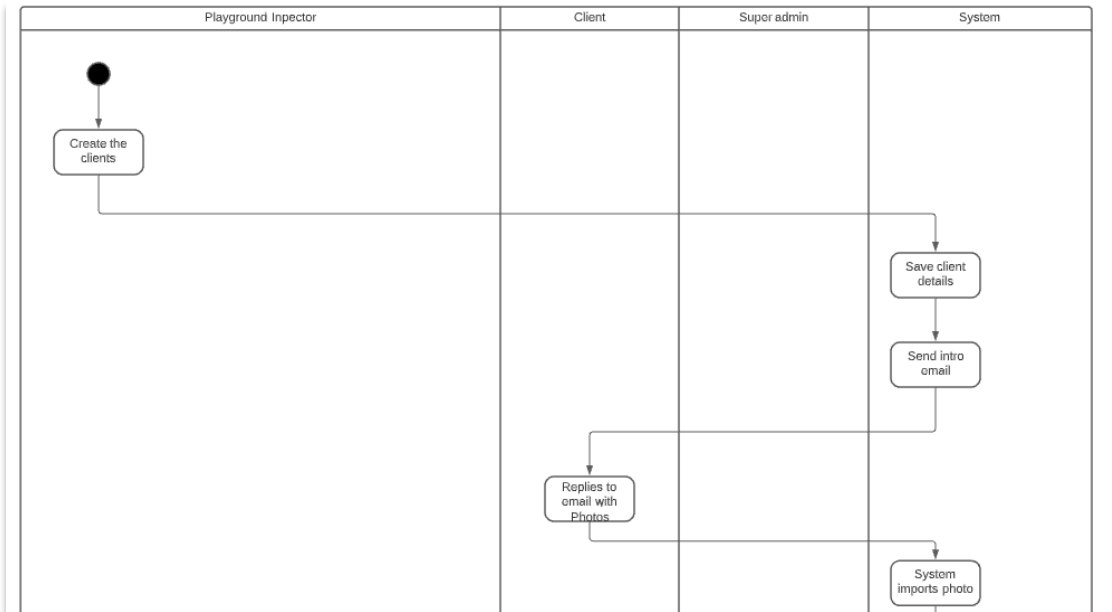 Playground Inpector
Client
Super admin
System
Create the
clients
Save client
details
Send intro
email
Replies to
email with
Photos
System
imports photo